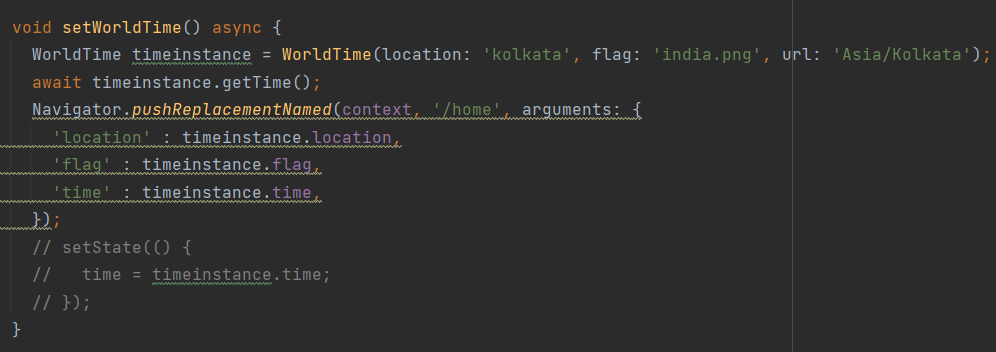 void setWorldTime() async {
  WorldTime timeinstance = WorldTime(location: 'kolkata', flag: 'india.png', url: 'Asia/Kolkata');
  await timeinstance.getTime();
  Navigator.pushReplacementNamed(context, '/home', arguments: {
    'location' : timeinstance.location,
    'flag' : timeinstance.flag,
    'time' : timeinstance.time,
  });
  // setState(() {
  //   time = timeinstance.time;
  // });
}